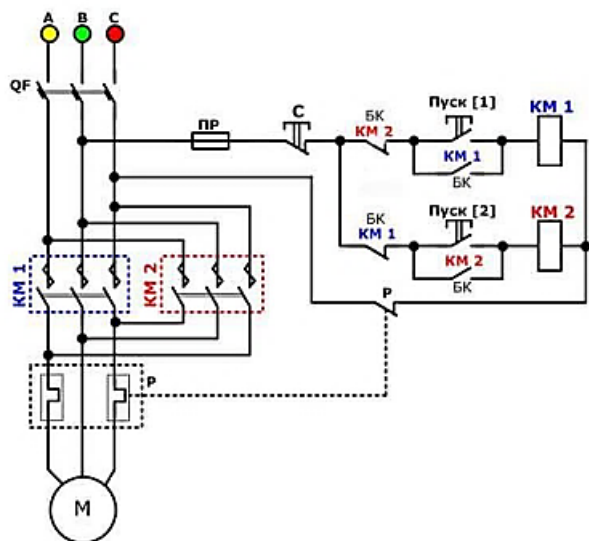 A B C
QF
ПР
С
БК
КМ 2
Пуск [1]
КМ 1
КМ 1
БК
БК
КМ 1
Пуск [2]
КМ 2
КМ 2
БК
КМ 1
КМ 2
Р
Р
М